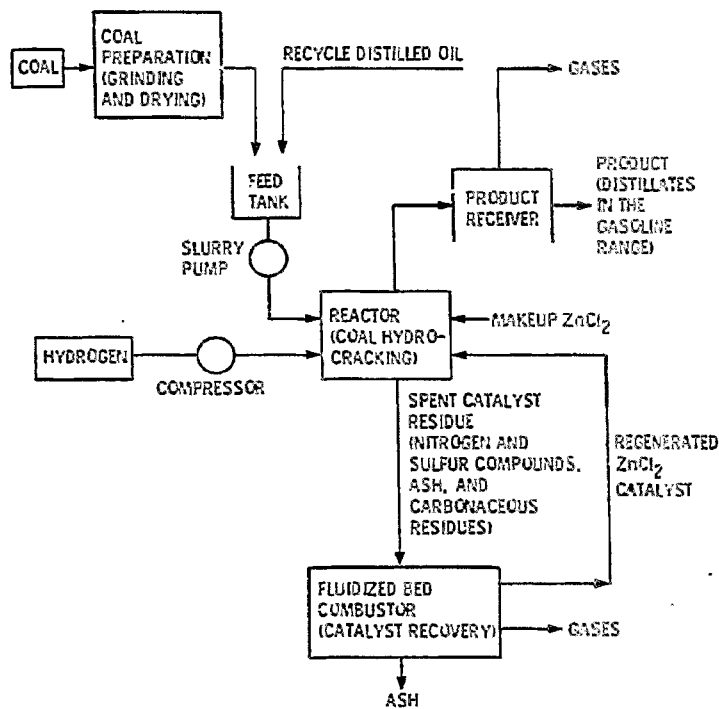 COAL
COAL
PREPARATION
(GRINDING
AND DRYING)
RECYCLE DISTILLED OIL
GASES
FEED
TANK
PRODUCT
RECEIVER
PRODUCT
(DISTILLATES
IN THE
GASOLINE
RANGE)
SLURRY
PUMP
REACTOR
(COAL HYDRO-
CRACKING)
MAKEUP ZnCl2
HYDROGEN
COMPRESSOR
SPENT CATALYST
RESIDUE
(NITROGEN AND
SULFUR COMPOUNDS,
ASH, AND
CARBONACEOUS
RESIDUES)
REGENERATED
ZnCl2
CATALYST
FLUIDIZED BED
COMBUSTOR
(CATALYST RECOVERY)
GASES
ASH